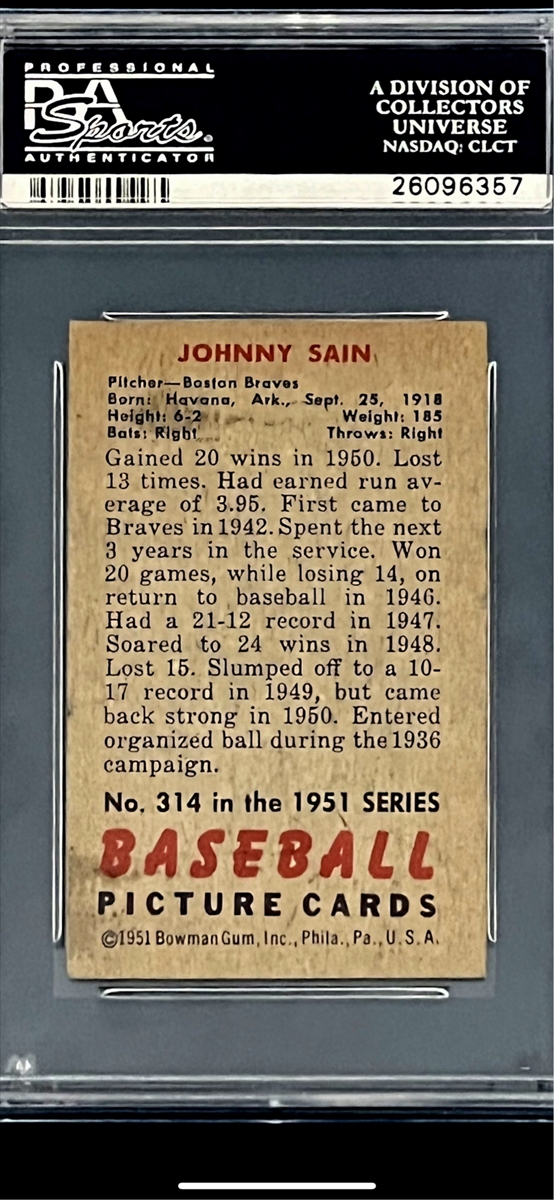 PROFESSIONAL
PSA
Sports.
AUTHENTICATOR
A DIVISION OF
COLLECTORS
UNIVERSE
NASDAQ: CLCT
26096357
JOHNNY SAIN
Pitcher—Boston Braves
Born: Havana, Ark., Sept. 25, 1918
Height: 6-2 Weight: 185
Bats: Right Throws: Right
Gained 20 wins in 1950. Lost
13 times. Had earned run av-
erage of 3.95. First came to
Braves in 1942. Spent the next
3 years in the service. Won
20 games, while losing 14, on
return to baseball in 1946.
Had a 21-12 record in 1947.
Soared to 24 wins in 1948.
Lost 15. Slumped off to a 10-
17 record in 1949, but came
back strong in 1950. Entered
organized ball during the 1936
campaign.
No. 314 in the 1951 SERIES
BASEBALL
PICTURE CARDS
©1951 Bowman Gum, Inc., Phila., Pa., U.S.A.